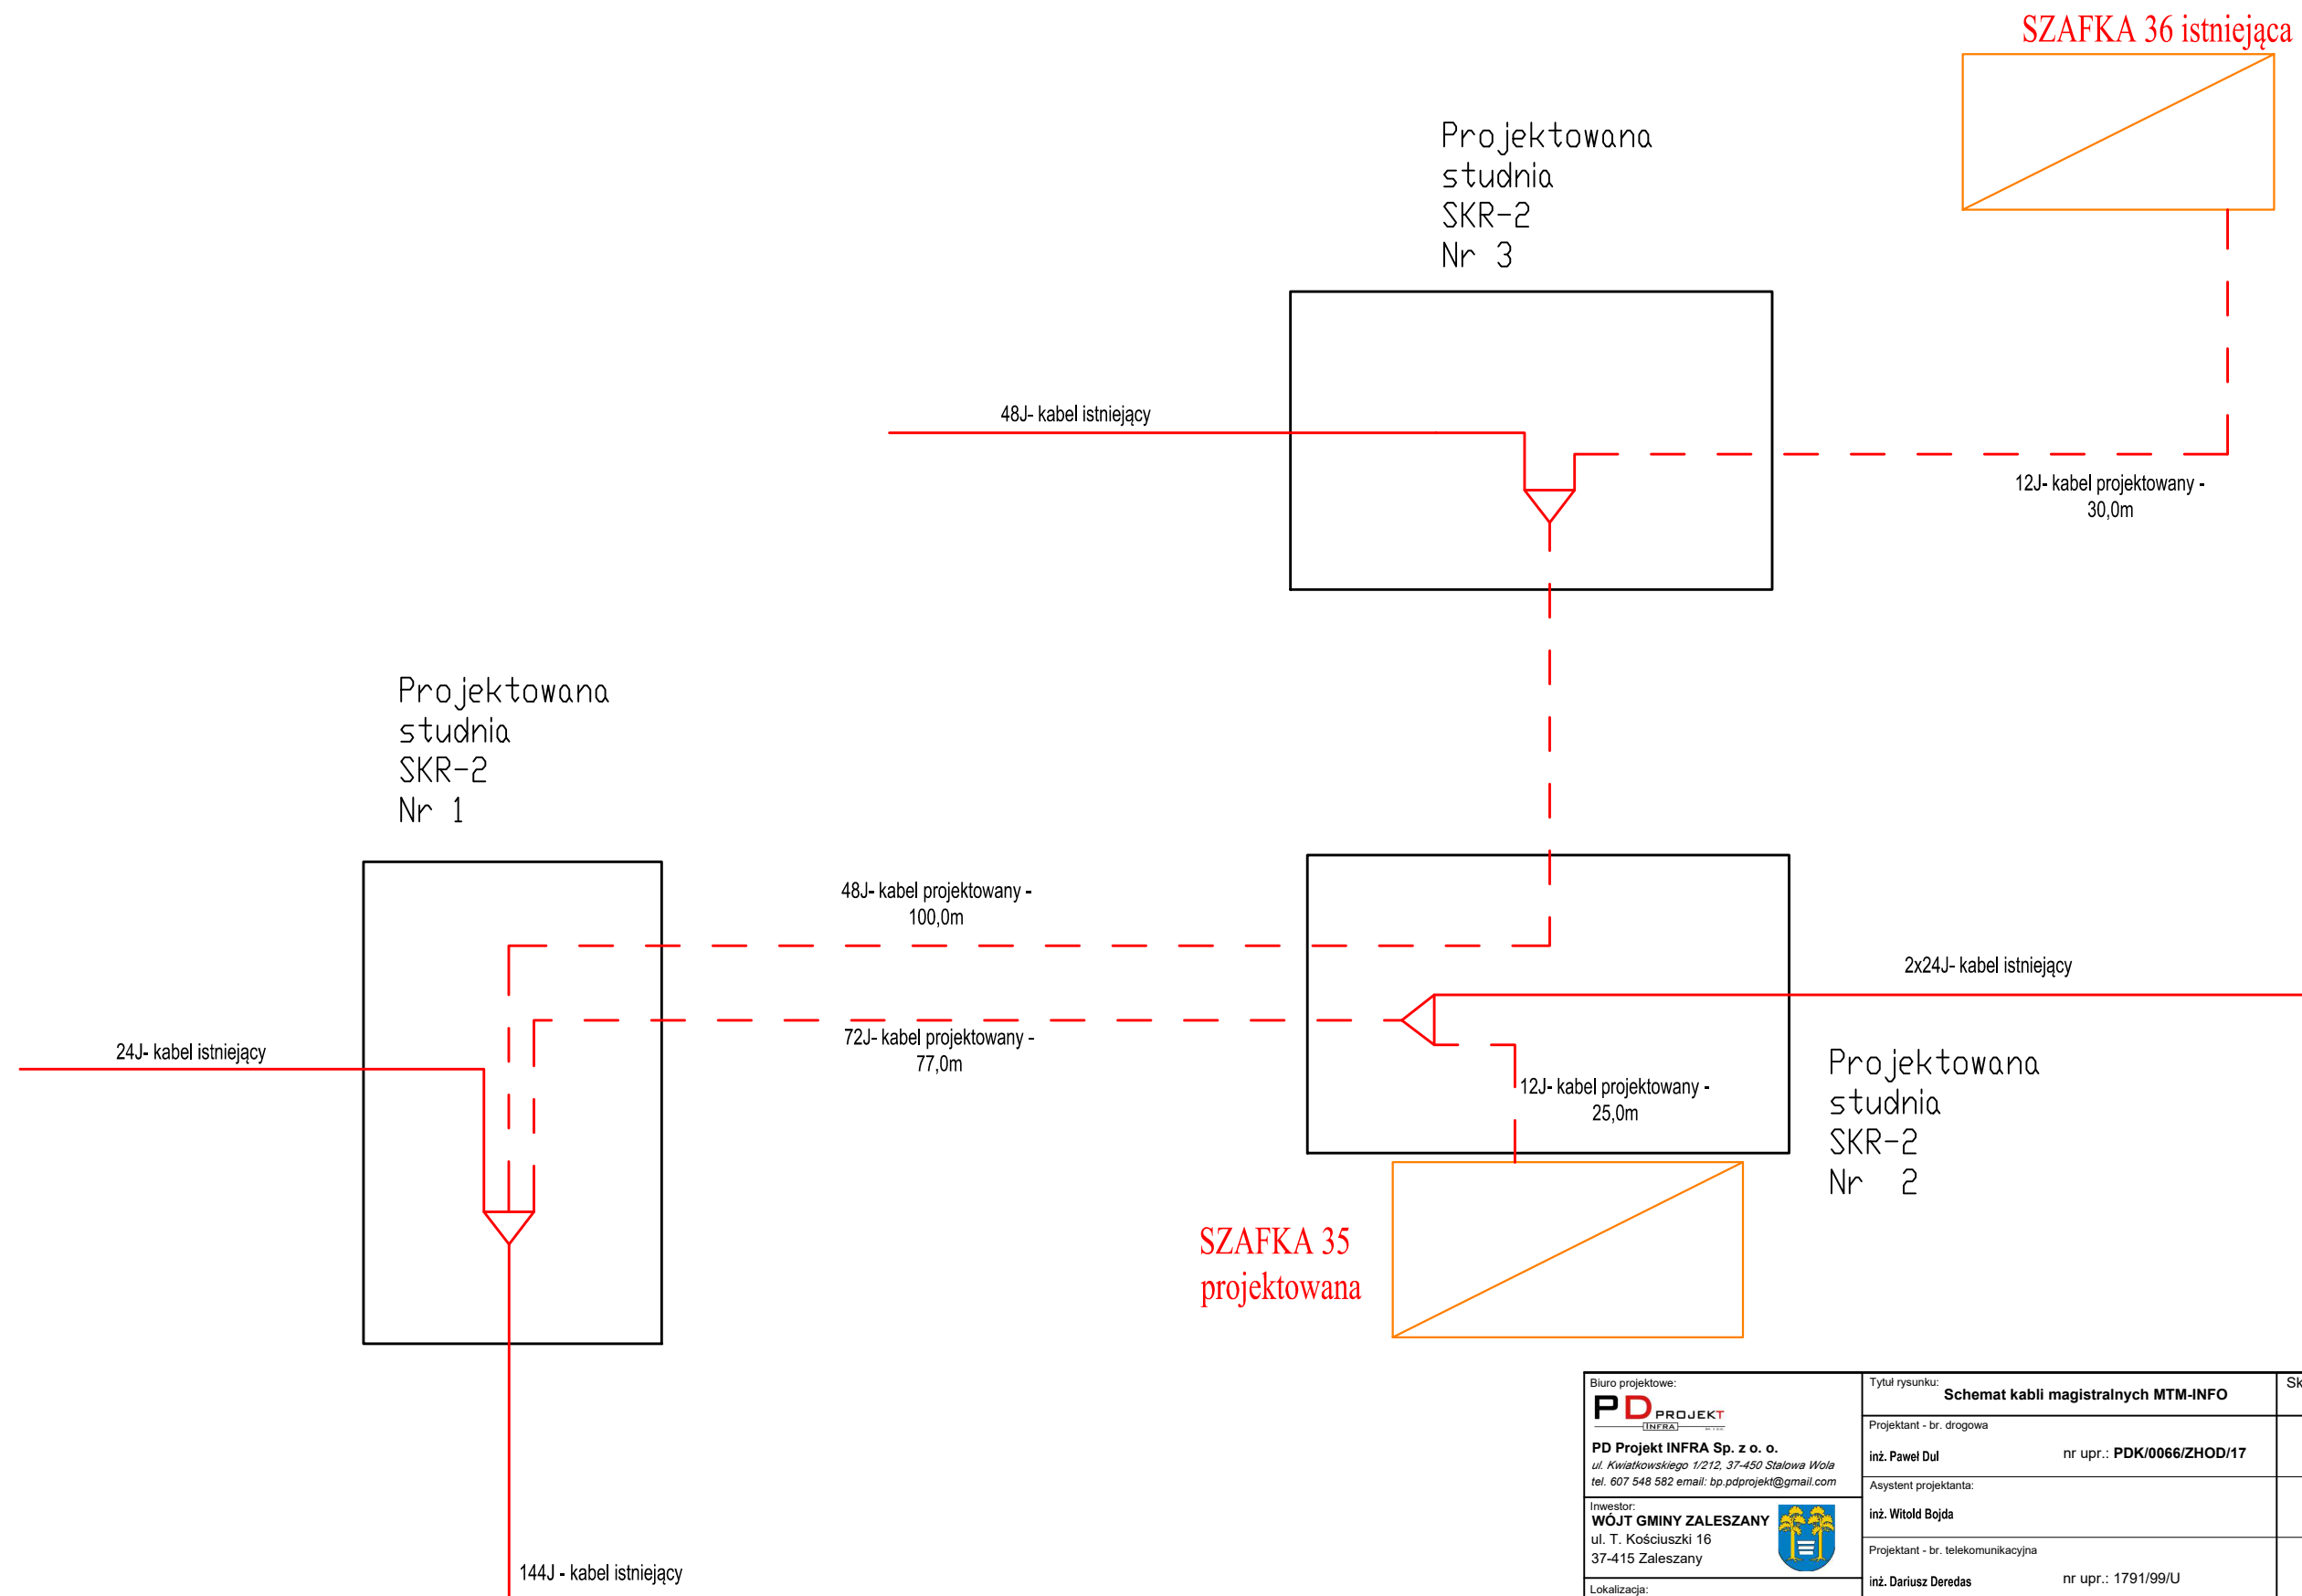 SZAFKA 36 istniejąca
Projektowana
studnia
SKR-2
Nr 3
48J- kabel istniejący
12J- kabel projektowany -
30,0m
Projektowana
studnia
SKR-2
Nr 1
48J- kabel projektowany -
100,0m
2x24J- kabel istniejący
72J- kabel projektowany -
77,0m
24J- kabel istniejący
12J- kabel projektowany -
25,0m
Projektowana
studnia
SKR-2
Nr 2
SZAFKA 35
projektowana
144J - kabel istniejący
Biuro projektowe:
PD PROJEKT
INFRA
PD Projekt INFRA Sp. z o. o.
ul. Kwiatkowskiego 1/212, 37-450 Stalowa Wola
tel. 607 548 582 email: bp.pdprojekt@gmail.com
Inwestor:
WÓJT GMINY ZALESZANY
ul. T. Kościuszki 16
37-415 Zaleszany
Lokalizacja:
Tytuł rysunku:
Schemat kabli magistralnych MTM-INFO
Sk
Projektant - br. drogowa
inż. Paweł Dul nr upr.: PDK/0066/ZHOD/17
Asystent projektanta:
inż. Witold Bojda
Projektant - br. telekomunikacyjna
inż. Dariusz Deredas nr upr.: 1791/99/U